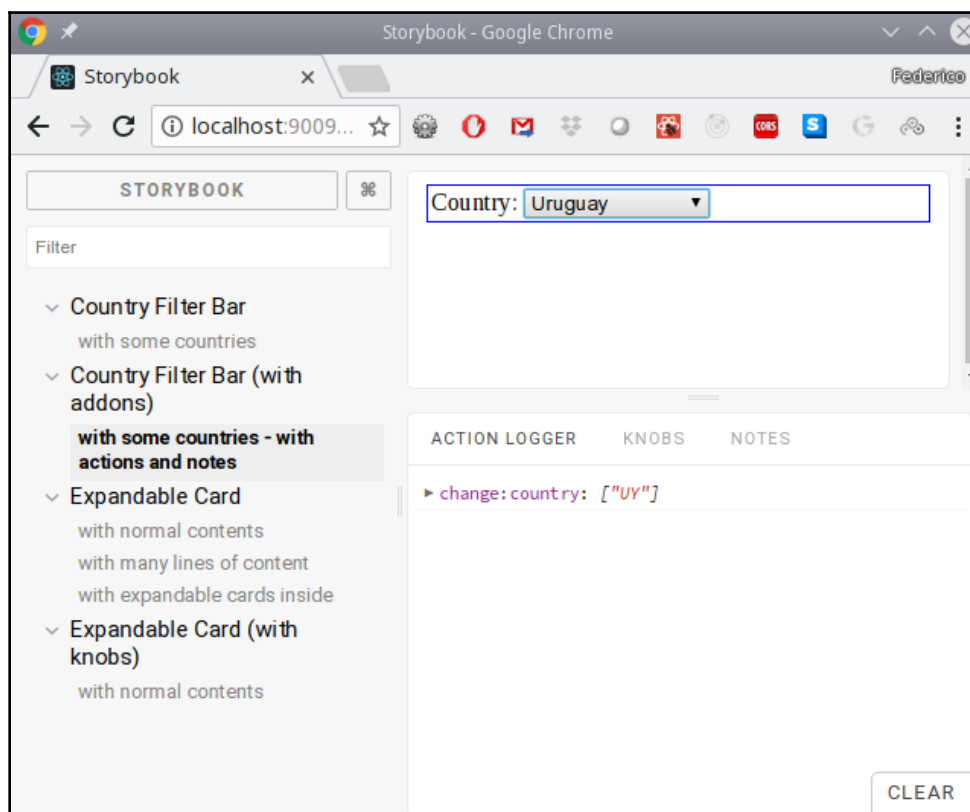 Storybook - Google Chrome
Storybook
Federico
localhost:9009...
CORS
S
STORYBOOK
⌘
Filter
Country Filter Bar
with some countries
Country Filter Bar (with
addons)
with some countries - with
actions and notes
Expandable Card
with normal contents
with many lines of content
with expandable cards inside
Expandable Card (with
knobs)
with normal contents
Country: Uruguay
ACTION LOGGER KNOBS NOTES
change:country: ["UY"]
CLEAR